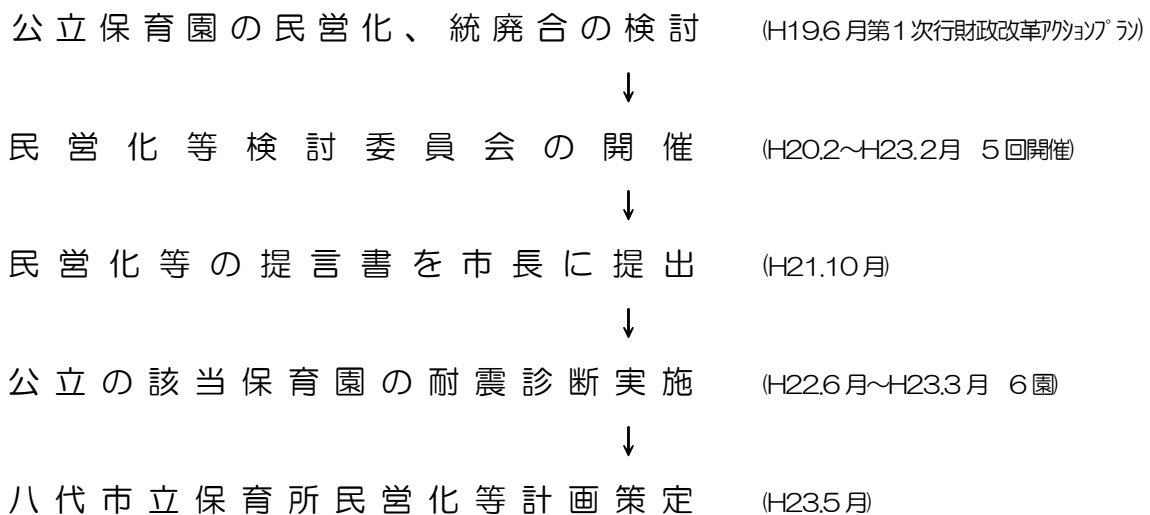 公立保育園の民営化、統廃合の検討 (H19.6月第1次行財政改革ｱｸｼｮﾝﾌﾟﾗﾝ)
↓
民営化等検討委員会の開催 (H20.2～H23.2月 5回開催)
↓
民営化等の提言書を市長に提出 (H21.10月)
↓
公立の該当保育園の耐震診断実施 (H22.6月～H23.3月 6園)
↓
八代市立保育所民営化等計画策定 (H23.5月)